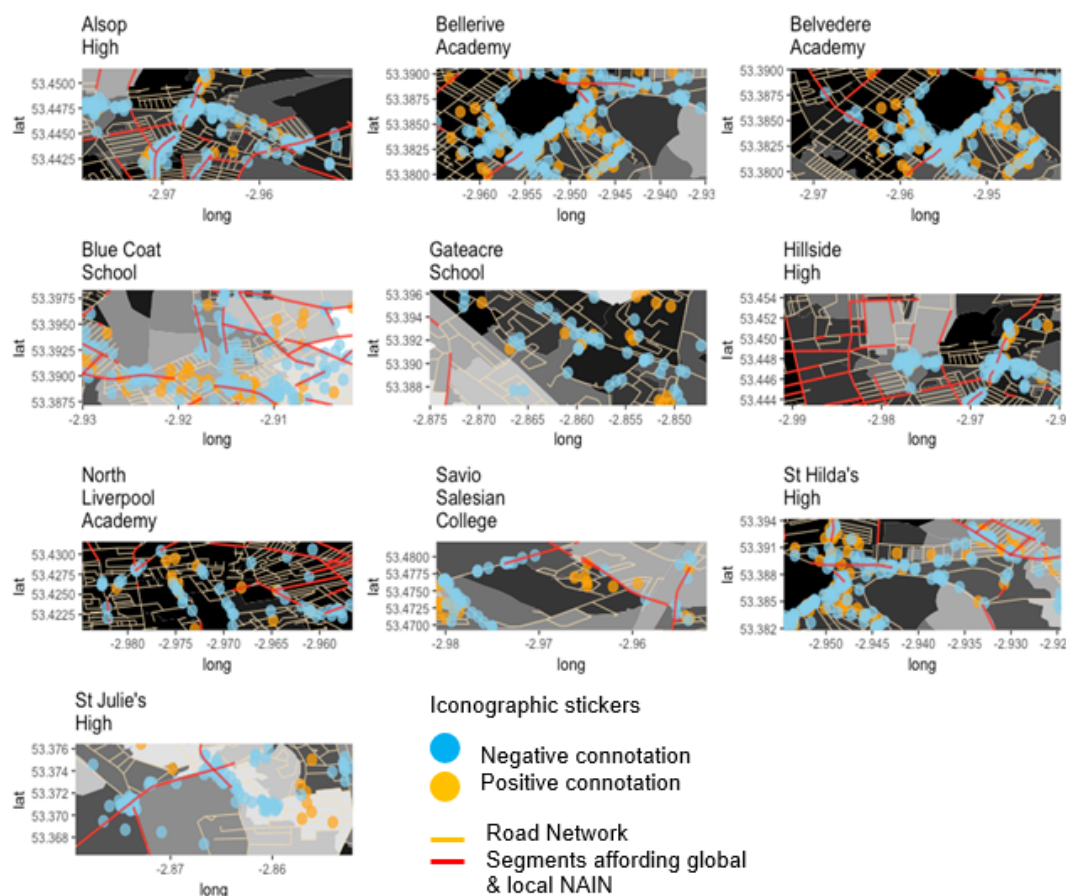 Alsop
High
lat
53.4500
53.4475
53.4450
53.4425
-2.97
-2.96
long
Bellerive
Academy
lat
53.3900
53.3875
53.3850
53.3825
53.3800
-2.960
-2.955
-2.950
-2.945
-2.940
-2.93
long
Belvedere
Academy
lat
53.3900
53.3875
53.3850
53.3825
53.3800
-2.97
-2.96
-2.95
long
Blue Coat
School
lat
53.3975
53.3950
53.3925
53.3900
53.3875
-2.93
-2.92
-2.91
long
Gateacre
School
lat
53.396
53.394
53.392
53.390
53.388
-2.875
-2.870
-2.865
-2.860
-2.855
-2.850
long
Hillside
High
lat
53.454
53.452
53.450
53.448
53.446
53.444
-2.99
-2.98
-2.97
-2.9
long
North
Liverpool
Academy
lat
53.4300
53.4275
53.4250
53.4225
-2.980
-2.975
-2.970
-2.965
-2.960
long
Savio
Salesian
College
lat
53.4800
53.4775
53.4750
53.4725
53.4700
-2.98
-2.97
-2.96
long
St Hilda's
High
lat
53.394
53.391
53.388
53.385
53.382
-2.950
-2.945
-2.940
-2.935
-2.930
-2.92
long
St Julie's
High
lat
53.376
53.374
53.372
53.370
53.368
-2.87
-2.86
long
Iconographic stickers
Negative connotation
Positive connotation
Road Network
Segments affording global
& local NAIN